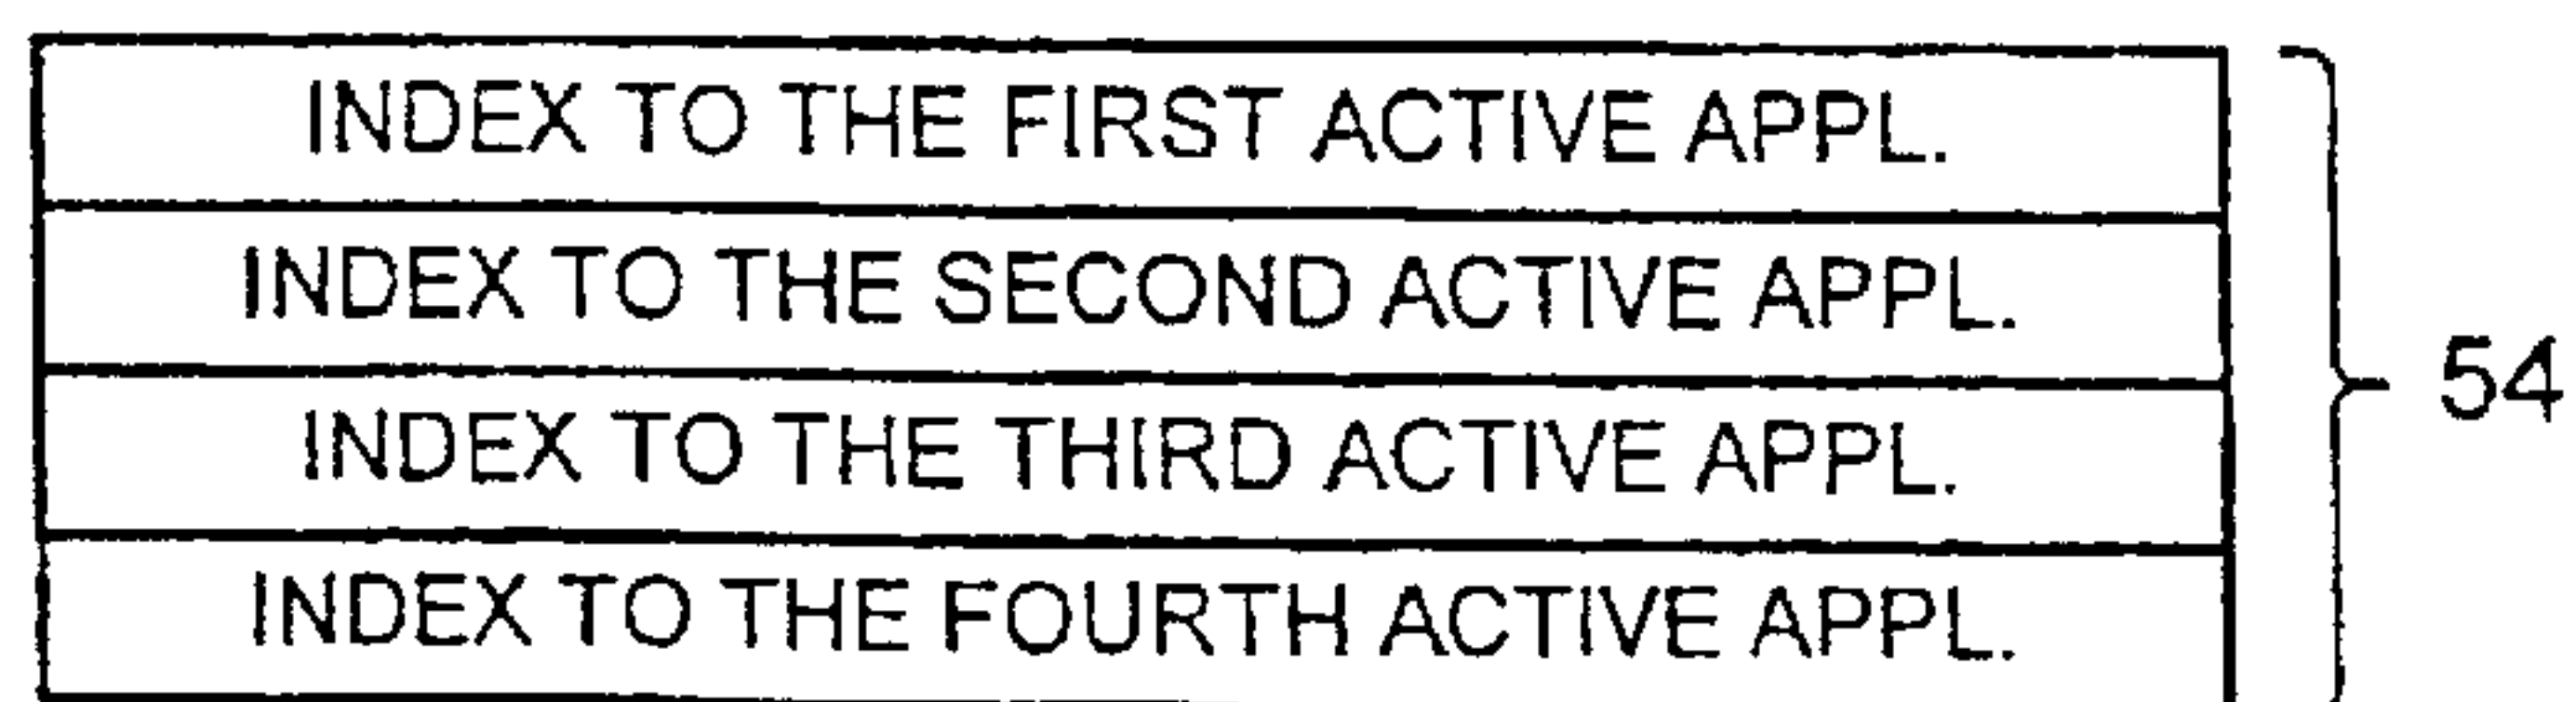 INDEX TO THE FIRST ACTIVE APPL.
INDEX TO THE SECOND ACTIVE APPL.
INDEX TO THE THIRD ACTIVE APPL.
54
INDEX TO THE FOURTH ACTIVE APPL.